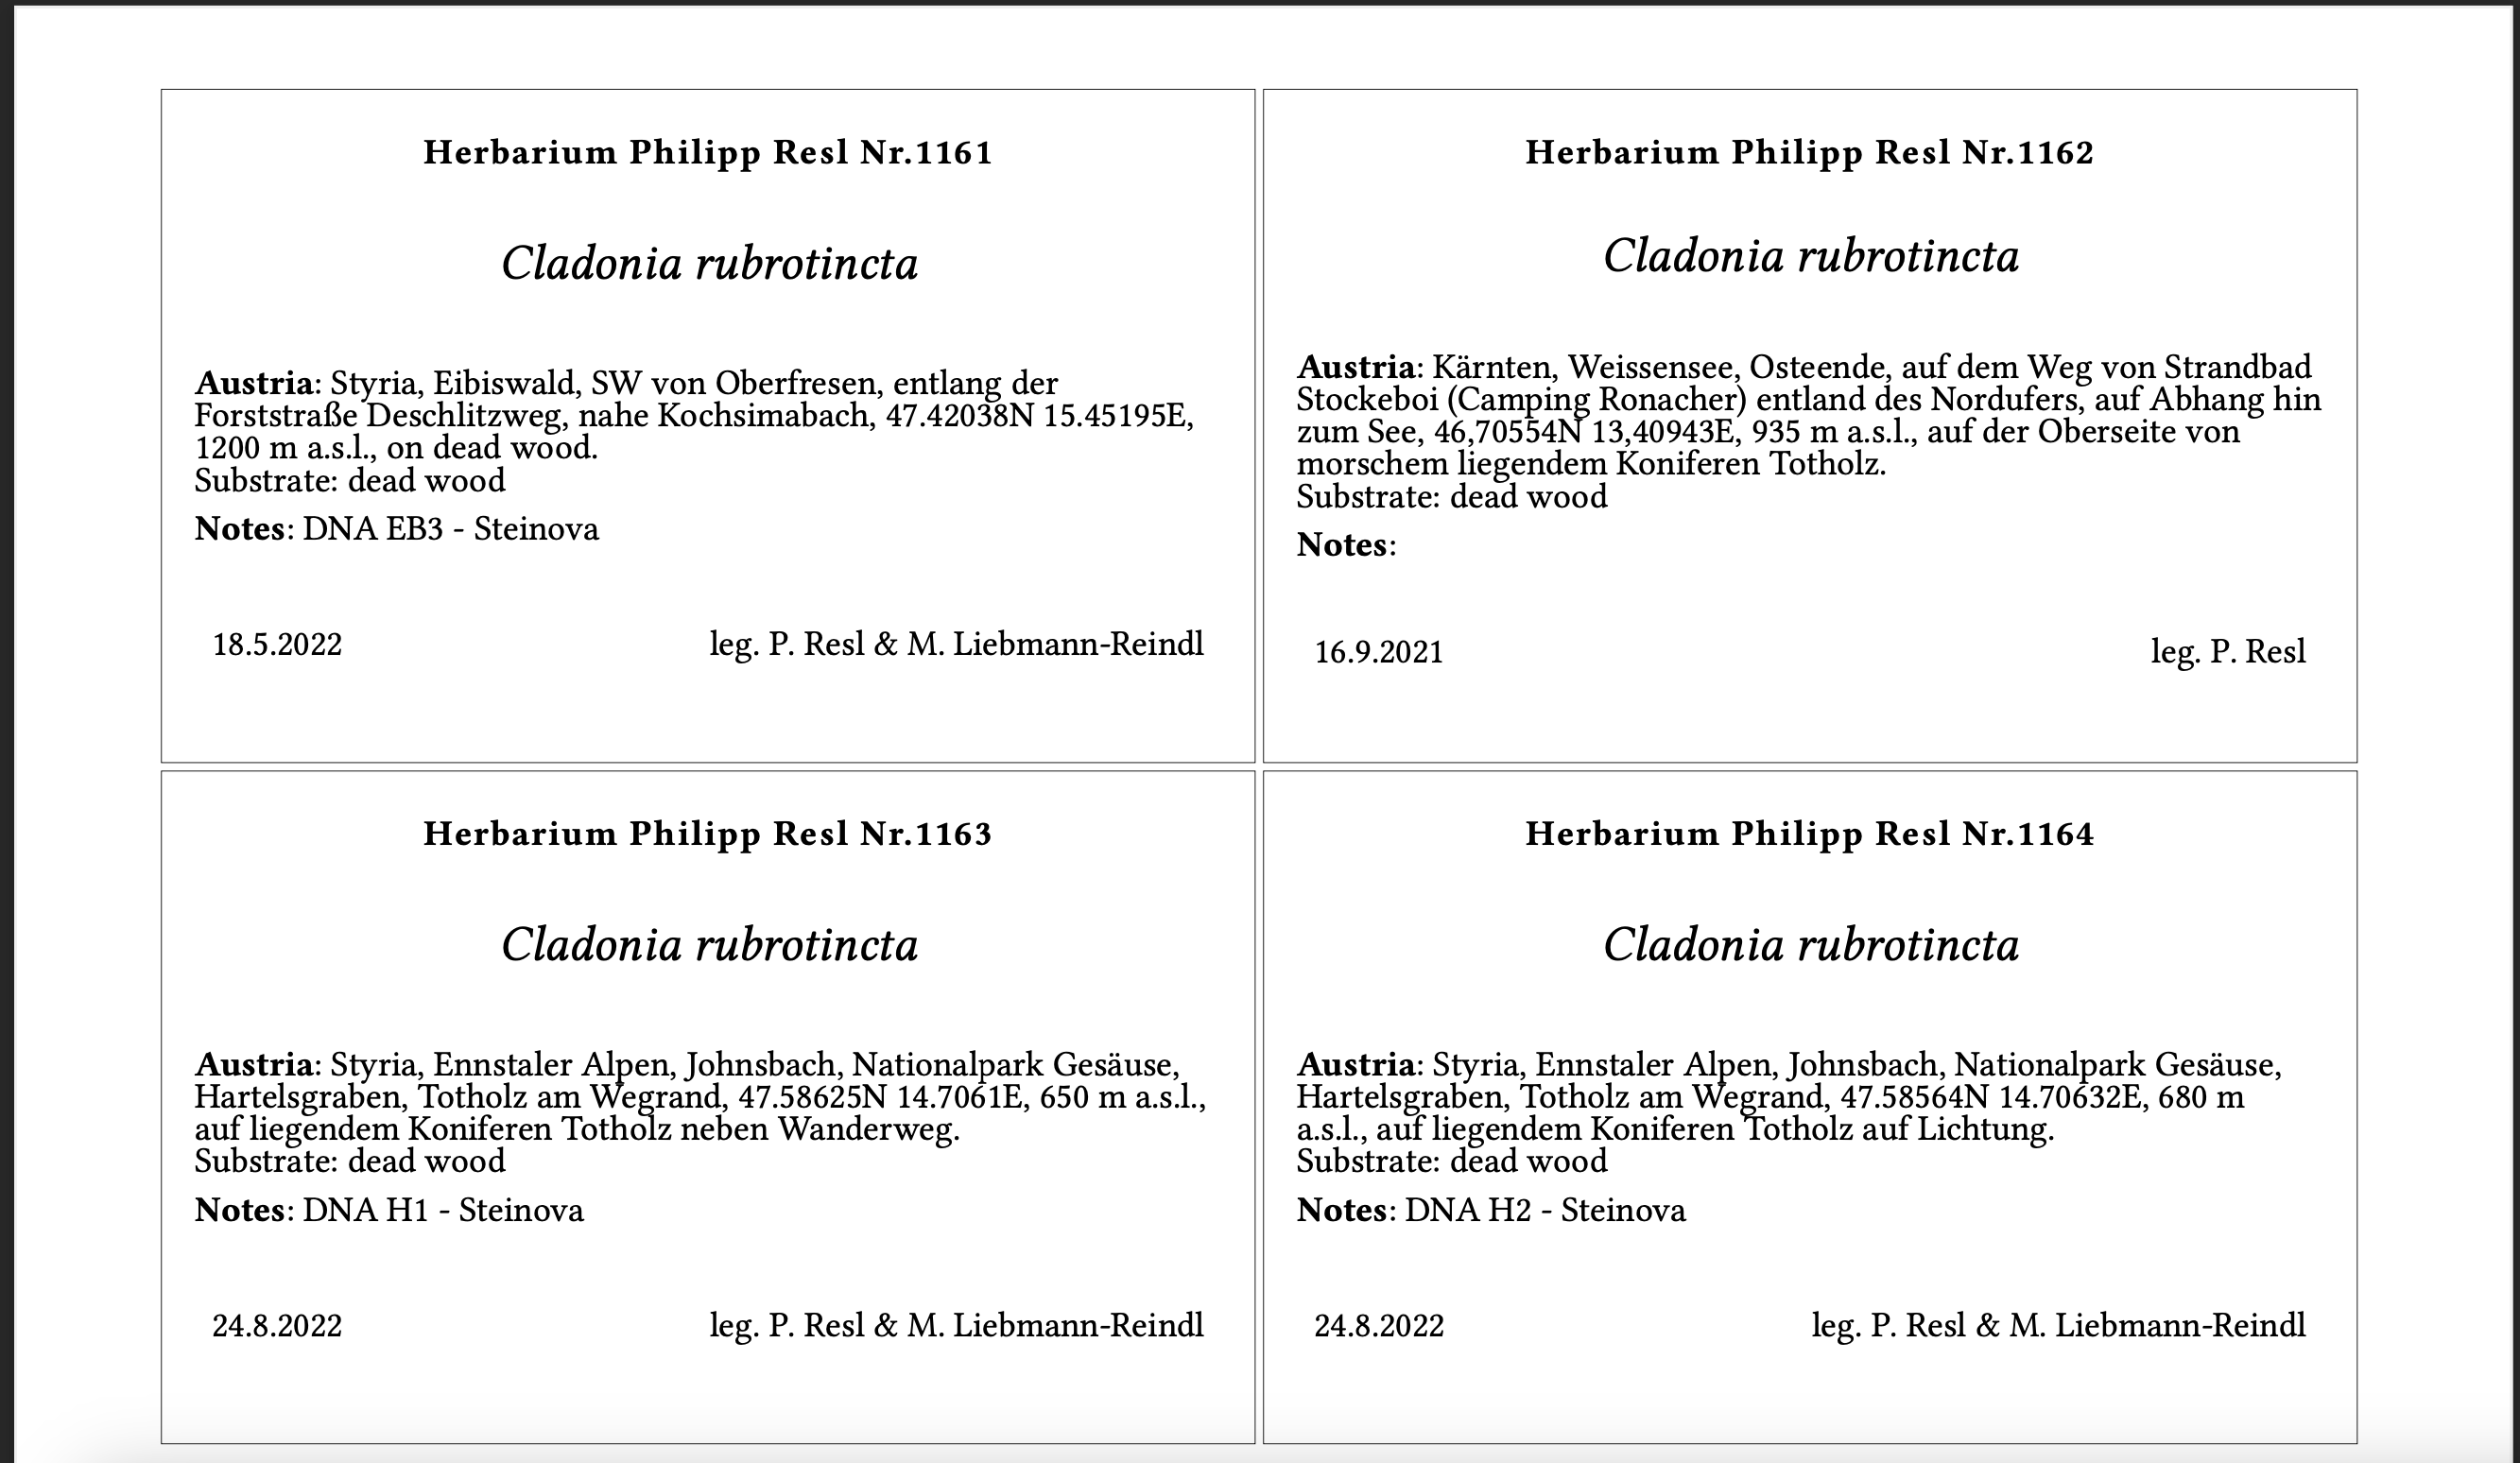 Herbarium Philipp Resl Nr.1161
Cladonia rubrotincta
Austria: Styria, Eibiswald, SW von Oberfresen, entlang der
Forststraße Deschlitzweg, nahe Kochsimabach, 47.42038N 15.45195E,
1200 m a.s.l., on dead wood.
Substrate: dead wood
Notes: DNA EB3 - Steinova
18.5.2022 leg. P. Resl & M. Liebmann-Reindl
Herbarium Philipp Resl Nr.1162
Cladonia rubrotincta
Austria: Kärnten, Weissensee, Osteende, auf dem Weg von Strandbad
Stockeboi (Camping Ronacher) entland des Nordufers, auf Abhang hin
zum See, 46,70554N 13,40943E, 935 m a.s.l., auf der Oberseite von
morschem liegendem Koniferen Totholz.
Substrate: dead wood
Notes:
16.9.2021 leg. P. Resl
Herbarium Philipp Resl Nr.1163
Cladonia rubrotincta
Austria: Styria, Ennstaler Alpen, Johnsbach, Nationalpark Gesäuse,
Hartelsgraben, Totholz am Wegrand, 47.58625N 14.7061E, 650 m a.s.l.,
auf liegendem Koniferen Totholz neben Wanderweg.
Substrate: dead wood
Notes: DNA H1 - Steinova
24.8.2022 leg. P. Resl & M. Liebmann-Reindl
Herbarium Philipp Resl Nr.1164
Cladonia rubrotincta
Austria: Styria, Ennstaler Alpen, Johnsbach, Nationalpark Gesäuse,
Hartelsgraben, Totholz am Wegrand, 47.58564N 14.70632E, 680 m
a.s.l., auf liegendem Koniferen Totholz auf Lichtung.
Substrate: dead wood
Notes: DNA H2 - Steinova
24.8.2022 leg. P. Resl & M. Liebmann-Reindl